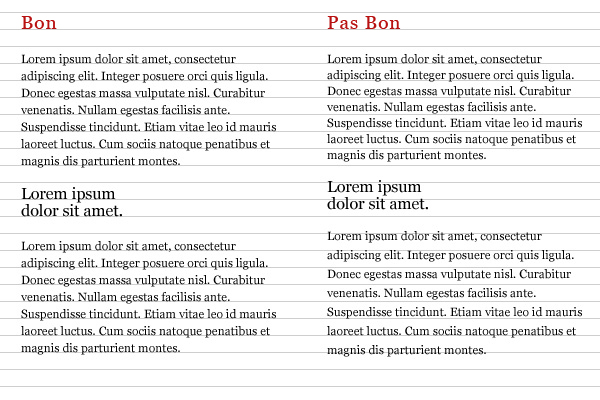 Bon
Lorem ipsum dolor sit amet, consectetur
adipiscing elit. Integer posuere orci quis ligula.
Donec egestas massa vulputate nisl. Curabitur
venenatis. Nullam egestas facilisis ante.
Suspendisse tincidunt. Etiam vitae leo id mauris
laoreet luctus. Cum sociis natoque penatibus et
magnis dis parturient montes.
Lorem ipsum
dolor sit amet.
Lorem ipsum dolor sit amet, consectetur
adipiscing elit. Integer posuere orci quis ligula.
Donec egestas massa vulputate nisl. Curabitur
venenatis. Nullam egestas facilisis ante.
Suspendisse tincidunt. Etiam vitae leo id mauris
laoreet luctus. Cum sociis natoque penatibus et
magnis dis parturient montes.
Pas Bon
Lorem ipsum dolor sit amet, consectetur
adipiscing elit. Integer posuere orci quis ligula.
Donec egestas massa vulputate nisl. Curabitur
venenatis. Nullam egestas facilisis ante.
Suspendisse tincidunt. Etiam vitae leo id mauris
laoreet luctus. Cum sociis natoque penatibus et
magnis dis parturient montes.
Lorem ipsum
dolor sit amet.
Lorem ipsum dolor sit amet, consectetur
adipiscing elit. Integer posuere orci quis ligula.
Donec egestas massa vulputate nisl. Curabitur
venenatis. Nullam egestas facilisis ante.
Suspendisse tincidunt. Etiam vitae leo id mauris
laoreet luctus. Cum sociis natoque penatibus et
magnis dis parturient montes.